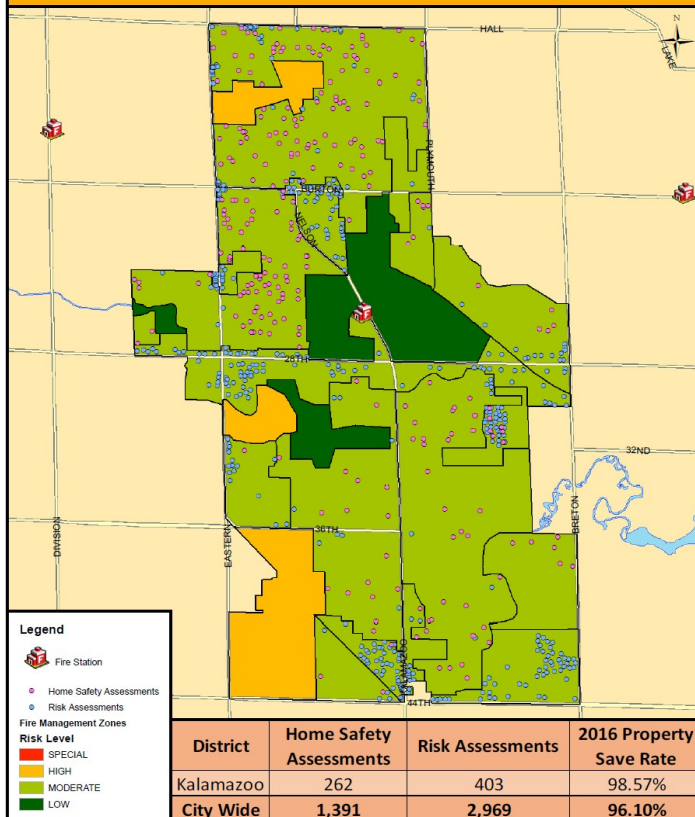 HALL
N
LAKE
PLYMOUTH
BURTON
NELSON
28TH
32ND
DIVISION
EASTERN
36TH
BRETON
KALAMAZOO
44TH
Legend
Fire Station
Home Safety Assessments
Risk Assessments
Fire Management Zones
Risk Level
SPECIAL
HIGH
MODERATE
LOW
District Home Safety Assessments Risk Assessments 2016 Property Save Rate
Kalamazoo 262 403 98.57%
City Wide 1,391 2,969 96.10%